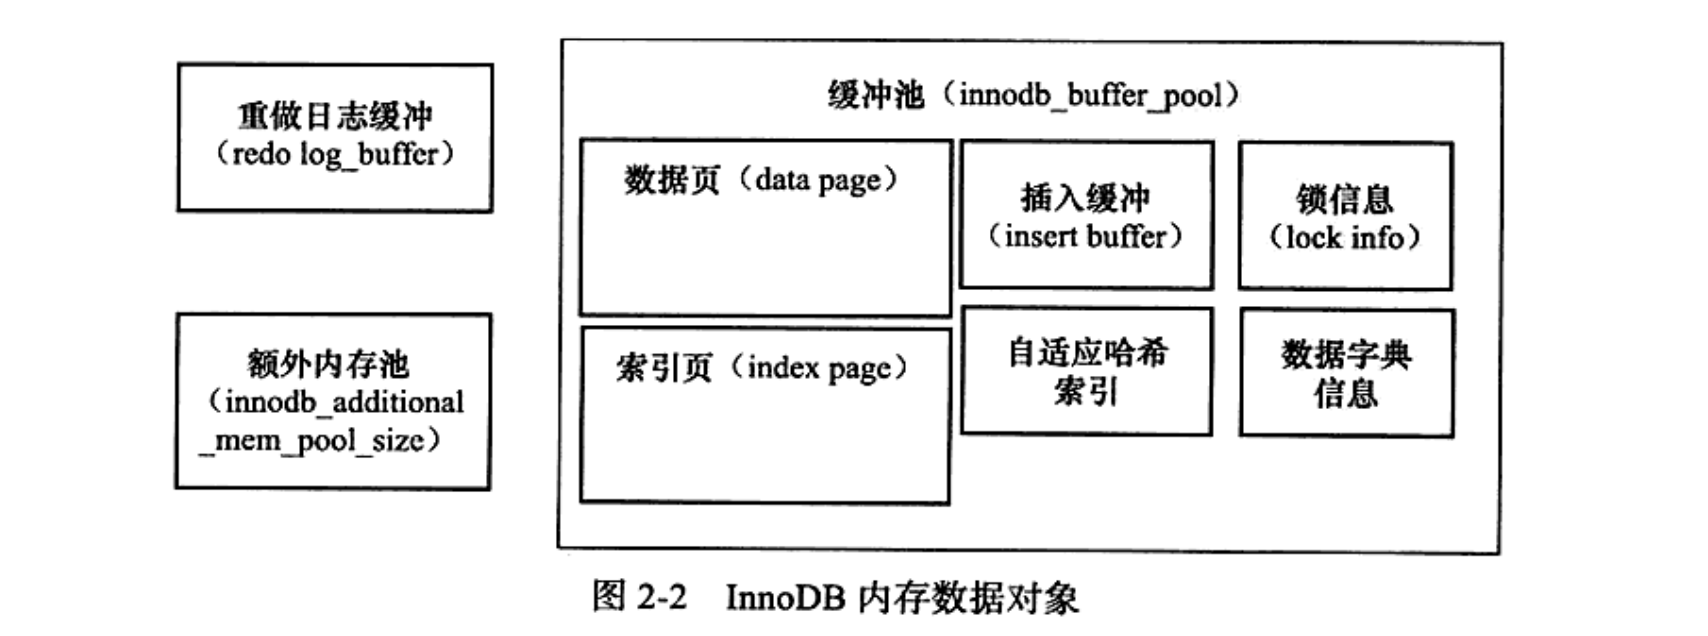 重做日志缓冲
（redo log_buffer）
额外内存池
（innodb_additional
_mem_pool_size）
缓冲池（innodb_buffer_pool）
数据页（data page）
插入缓冲
（insert buffer）
锁信息
（lock info）
索引页（index page）
自适应哈希
索引
数据字典
信息
图 2-2 InnoDB 内存数据对象